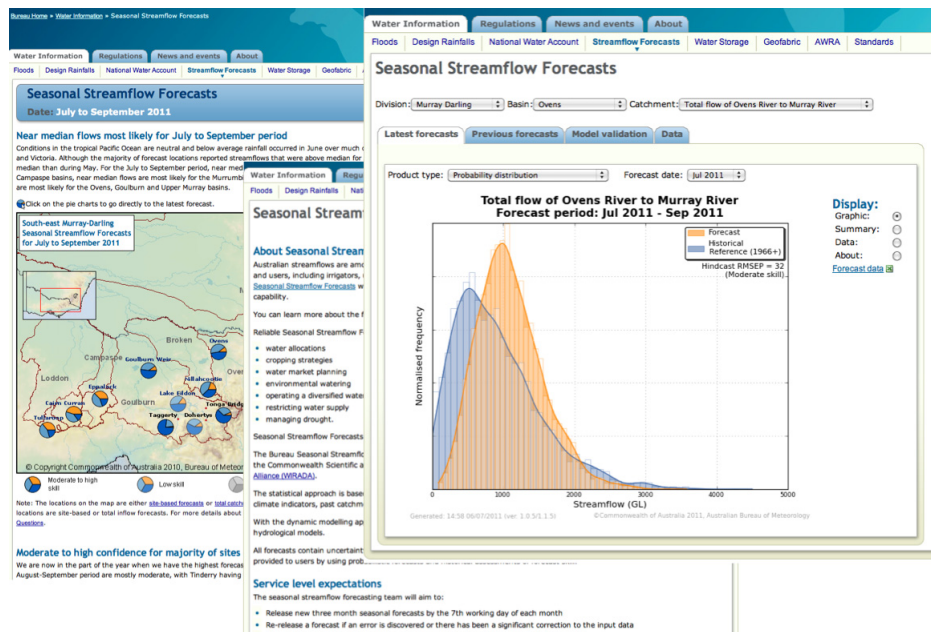 Bureau Home » Water Information » Seasonal Streamflow Forecasts
Water Information Regulations News and events About
Floods Design Rainfalls National Water Account Streamflow Forecasts Water Storage Geofabric
Seasonal Streamflow Forecasts
Date: July to September 2011
Near median flows most likely for July to September period
Conditions in the tropical Pacific Ocean are neutral and below average rainfall occurred in June over much
and Victoria. Although the majority of forecast locations reported streamflows that were above median for
median than during May. For the July to September period, near med
Campaspe basins, near median flows are most likely for the Murrumbi
are most likely for the Ovens, Goulburn and Upper Murray basins.
Click on the pie charts to go directly to the latest forecast.
South-east Murray-Darling
Seasonal Streamflow Forecasts
for July to September 2011
Broken
Ovens
Campaspe
Goulburn Weir
Loddon
Eppalock
Goulburn
Lake Eildon
Cairn Curran
Taggerty
© Copyright Commonwealth of Australia 2010, Bureau of Meteor
Moderate to high
skill
Low skill
Note: The locations on the map are either site-based forecasts or total catch
locations are site-based or total inflow forecasts. For more details about
Questions.
Moderate to high confidence for majority of sites
We are now in the part of the year when we have the highest foreca
August-September period are mostly moderate, with Tinderry having
Water Information Regu
Floods Design Rainfalls Nati
Seasonal Stream
About Seasonal Strean
Australian streamflows are amo
and users, including irrigators,
Seasonal Streamflow Forecasts w
capability.
You can learn more about the f
Reliable Seasonal Streamflow F
• water allocations
• cropping strategies
• water market planning
• environmental watering
• operating a diversified wate
• restricting water supply
• managing drought.
Seasonal Streamflow Forecasts
The Bureau Seasonal Streamflo
the Commonwealth Scientific a
Alliance (WIRADA).
The statistical approach is base
climate indicators, past catchm
With the dynamic modelling ap
hydrological models.
All forecasts contain uncertaint
provided to users by using prob
Service level expectations
The seasonal streamflow forecasting team will aim to:
• Release new three month seasonal forecasts by the 7th working day of each month
• Re-release a forecast if an error is discovered or there has been a significant correction to the input data
Water Information Regulations News and events About
Floods Design Rainfalls National Water Account Streamflow Forecasts Water Storage Geofabric AWRA Standards
Seasonal Streamflow Forecasts
Division: Murray Darling Basin: Ovens Catchment: Total flow of Ovens River to Murray River
Latest forecasts Previous forecasts Model validation Data
Product type: Probability distribution Forecast date: Jul 2011
Total flow of Ovens River to Murray River
Forecast period: Jul 2011 - Sep 2011
Forecast
Historical
Reference (1966+)
Hindcast RMSEP = 32
(Moderate skill)
Normalised frequency
0 1000 2000 3000 4000 5000
Streamflow (GL)
Generated: 14:58 06/07/2011 (ver: 1.0.5/1.1.5) ©Commonwealth of Australia 2011, Australian Bureau of Meteorology
Display:
Graphic:
Summary:
Data:
About:
Forecast data